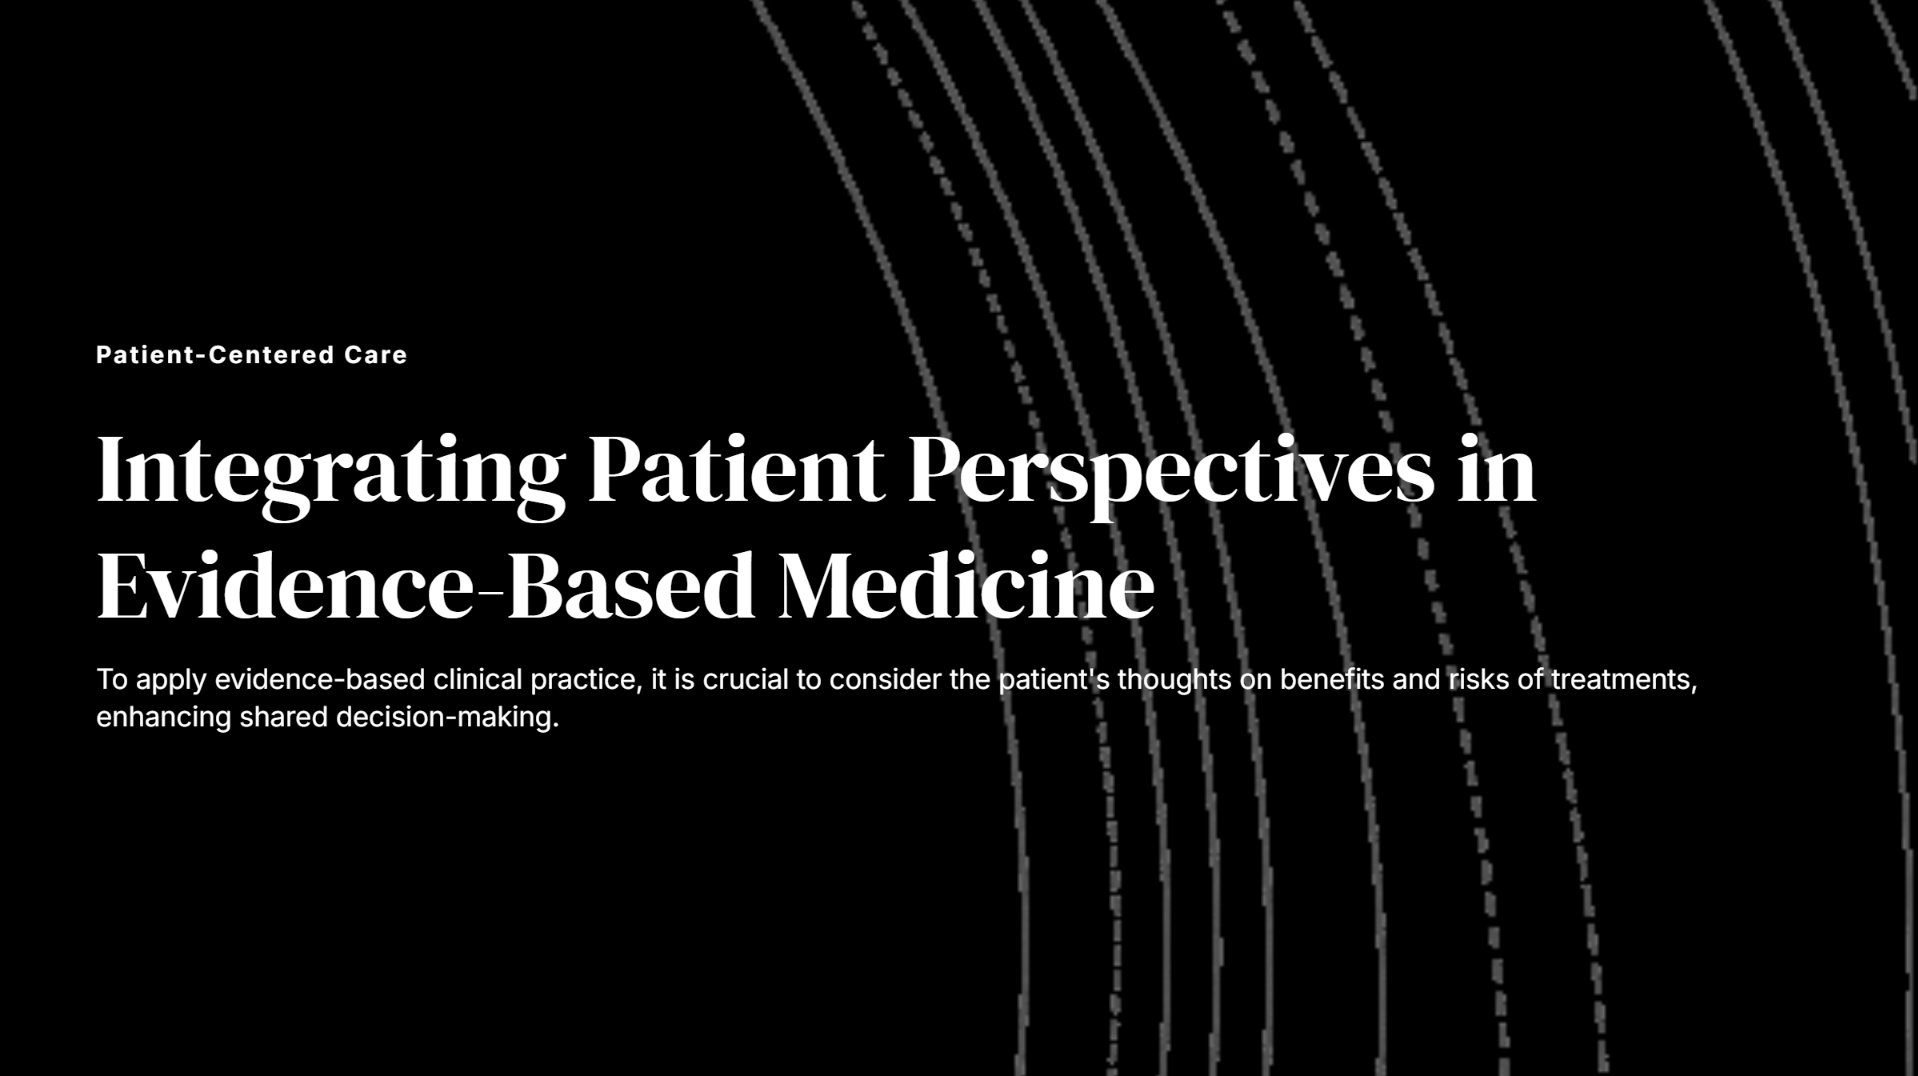 Patient-Centered Care
Integrating Patient Perspectives in
Evidence-Based Medicine
To apply evidence-based clinical practice, it is crucial to consider the patient's thoughts on benefits and risks of treatments,
enhancing shared decision-making.